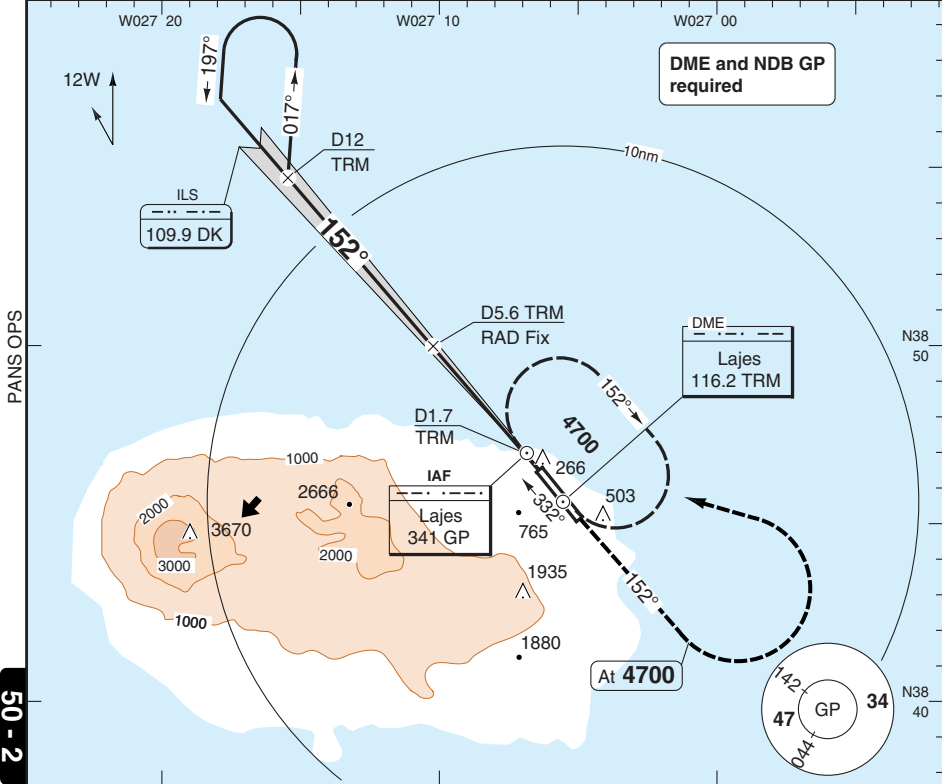 W027 20
W027 10
W027 00
197°
017°
12W
DME and NDB GP
required
D12
TRM
10nm
ILS
109.9 DK
152°
PANS OPS
D5.6 TRM
RAD Fix
DME
Lajes
116.2 TRM
N38
50
152°
4700
D1.7
TRM
266
IAF
Lajes
341 GP
332°
503
1000
2666
2000
3670
765
2000
3000
1935
152°
1000
1880
At 4700
142
GP
34
47
044
N38
40
50 - 2